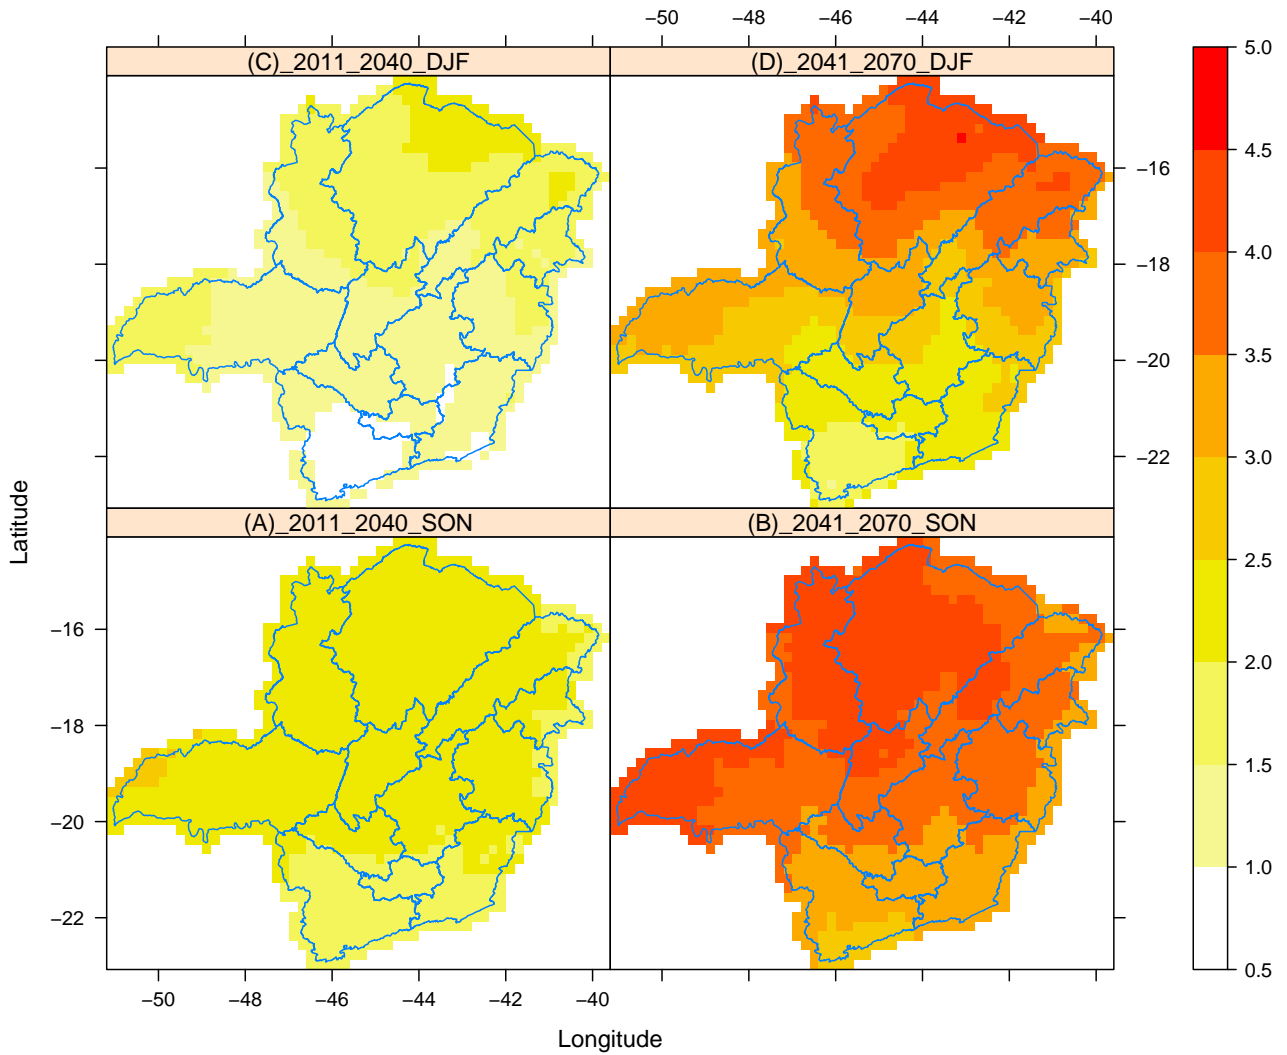 −50 −48 −46 −44 −42 −40
(C)_2011_2040_DJF
(D)_2041_2070_DJF
−16
−18
−20
−22
(A)_2011_2040_SON
(B)_2041_2070_SON
−16
−18
−20
−22
−50 −48 −46 −44 −42 −40
Latitude
Longitude
5.0
4.5
4.0
3.5
3.0
2.5
2.0
1.5
1.0
0.5